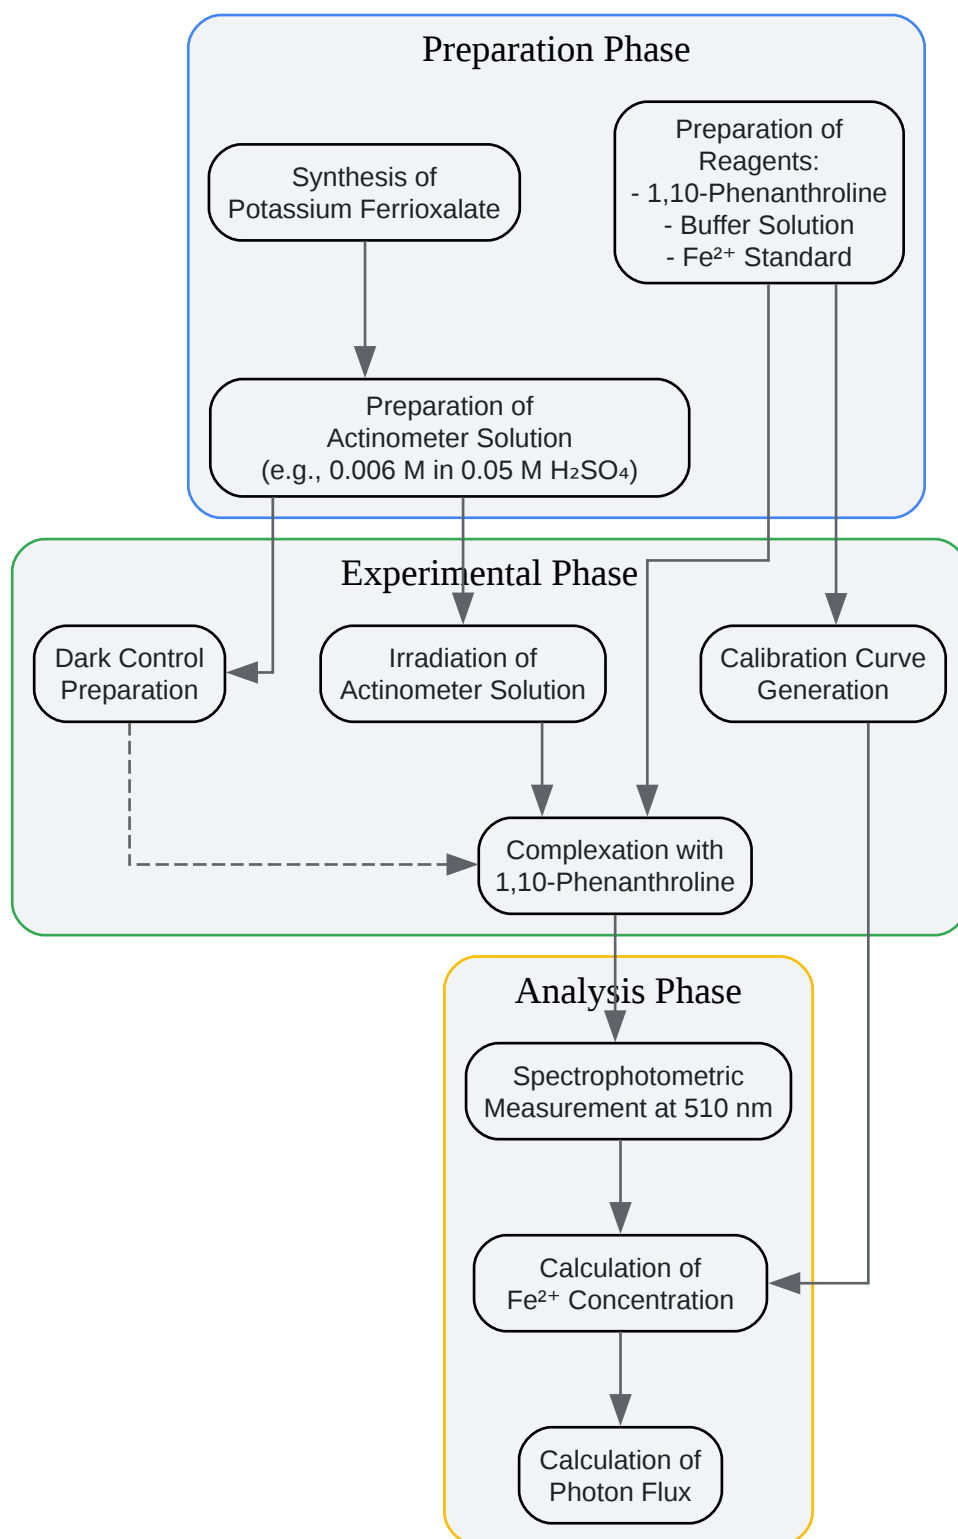 Preparation Phase
Synthesis of
Potassium Ferrioxalate
Preparation of
Reagents:
- 1,10-Phenanthroline
- Buffer Solution
- Fe²⁺ Standard
Preparation of
Actinometer Solution
(e.g., 0.006 M in 0.05 M H₂SO₄)
Experimental Phase
Dark Control
Preparation
Irradiation of
Actinometer Solution
Calibration Curve
Generation
Complexation with
1,10-Phenanthroline
Analysis Phase
Spectrophotometric
Measurement at 510 nm
Calculation of
Fe²⁺ Concentration
Calculation of
Photon Flux